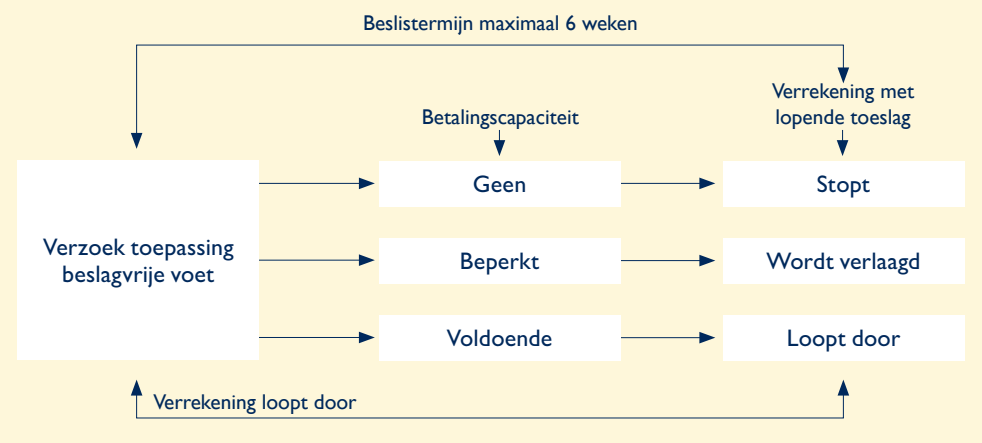 Beslistermijn maximaal 6 weken
Verrekening met
lopende toeslag
Betalingscapaciteit
Geen
Stopt
Verzoek toepassing
beslagvrije voet
Beperkt
Wordt verlaagd
Voldoende
Loopt door
Verrekening loopt door